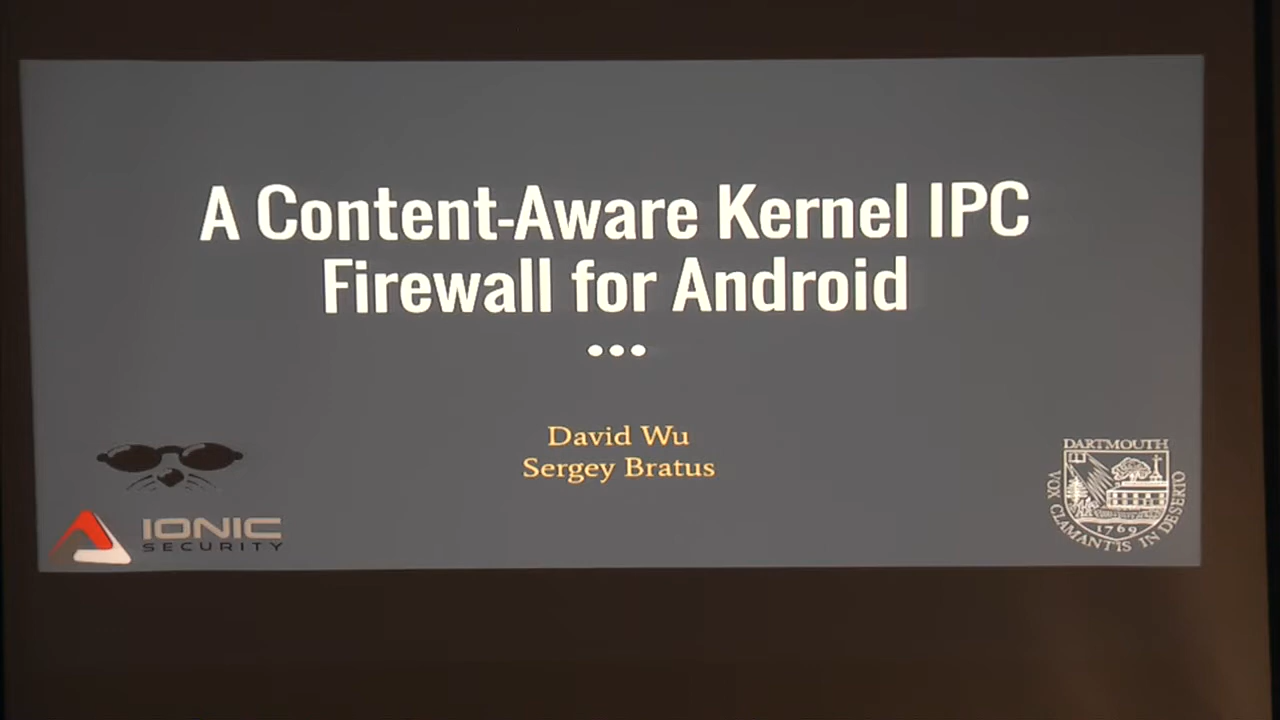 A Content-Aware Kernel IPC
Firewall for Android
David Wu
Sergey Bratus
IONIC
SECURITY
DARTMOUTH
VOX CLAMANTIS IN DESERTO
1769